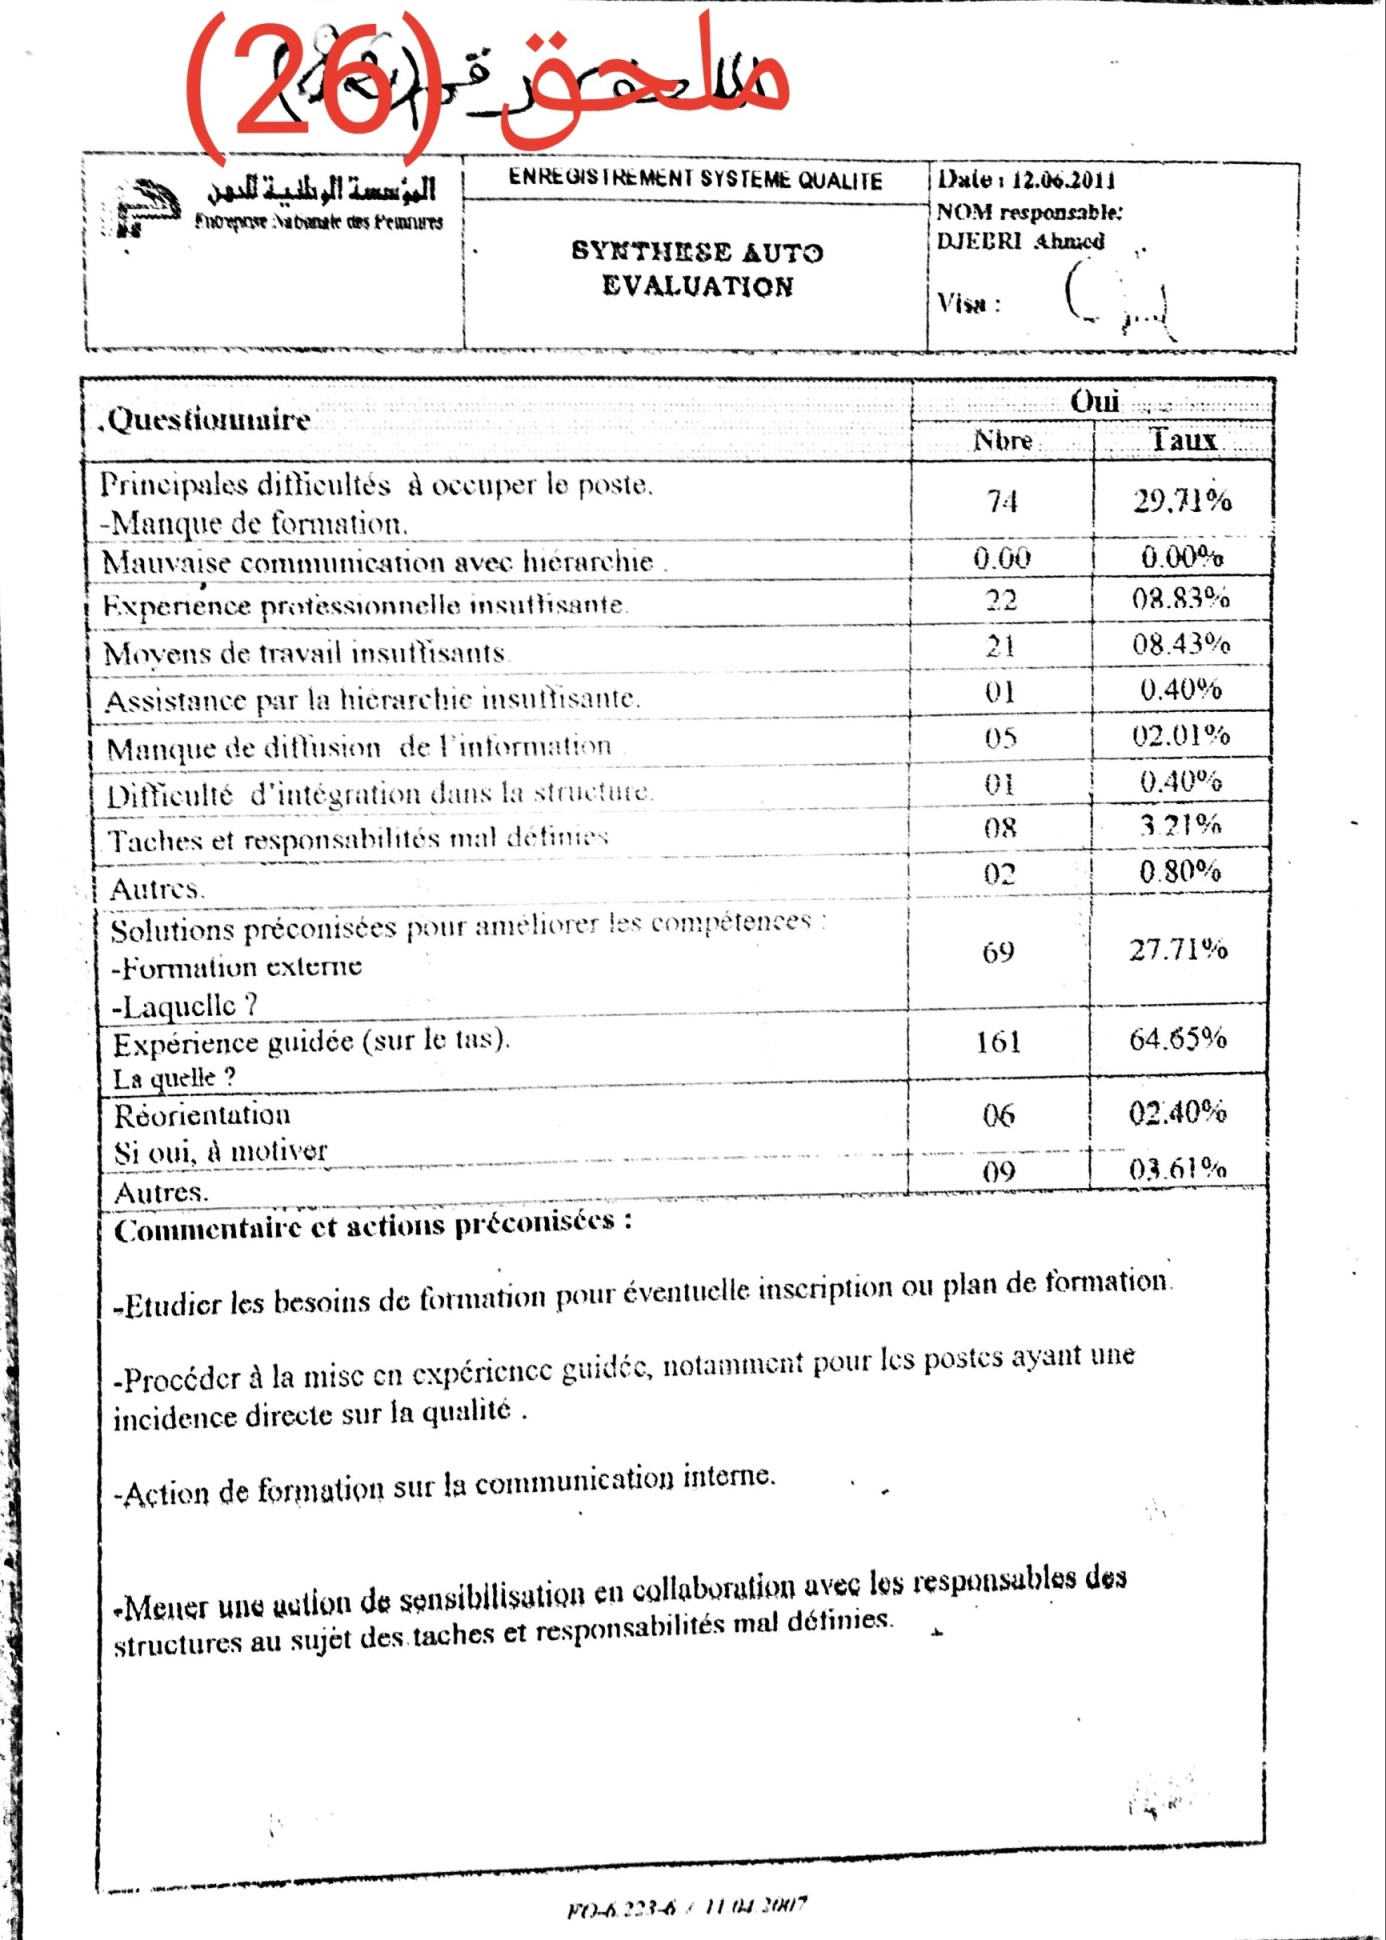 ملحق (26)
المؤسسة الوطنية للدهن
Entreprise Nationale des Peintures
ENREGISTREMENT SYSTEME QUALITE
SYNTHESE AUTO
EVALUATION
Date : 12.06.2011
NOM responsable:
DJEBRI Ahmed
Visa :
.Questionnaire
Oui
Nbre
Taux
Principales difficultés à occuper le poste.
-Manque de formation.
74
29.71%
Mauvaise communication avec hiérarchie .
0.00
0.00%
Expérience professionnelle insuffisante.
22
08.83%
Moyens de travail insuffisants.
21
08.43%
Assistance par la hiérarchie insuffisante.
01
0.40%
Manque de diffusion de l'information .
05
02.01%
Difficulté d'intégration dans la structure.
01
0.40%
Taches et responsabilités mal définies
08
3.21%
Autres.
02
0.80%
Solutions préconisées pour améliorer les compétences :
-Formation externe
-Laquelle ?
69
27.71%
Expérience guidée (sur le tas).
La quelle ?
161
64.65%
Réorientation
Si oui, à motiver
06
02.40%
Autres.
09
03.61%
Commentaire et actions préconisées :
-Etudier les besoins de formation pour éventuelle inscription ou plan de formation.
-Procéder à la mise en expérience guidée, notamment pour les postes ayant une
incidence directe sur la qualité .
-Action de formation sur la communication interne.
-Mener une action de sensibilisation en collaboration avec les responsables des
structures au sujet des taches et responsabilités mal définies.
FO-6.223-6 / 11.04.2007